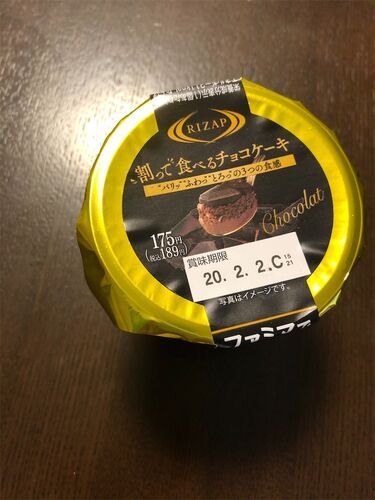 RIZAP
"割って"食べるチョコケーキ
"パリッ""ふわっ""とろっ"の3つの食感
Chocolat
175円
(税込189円)
賞味期限
20. 2. 2.C 15
21
写真はイメージです。
ファミマ